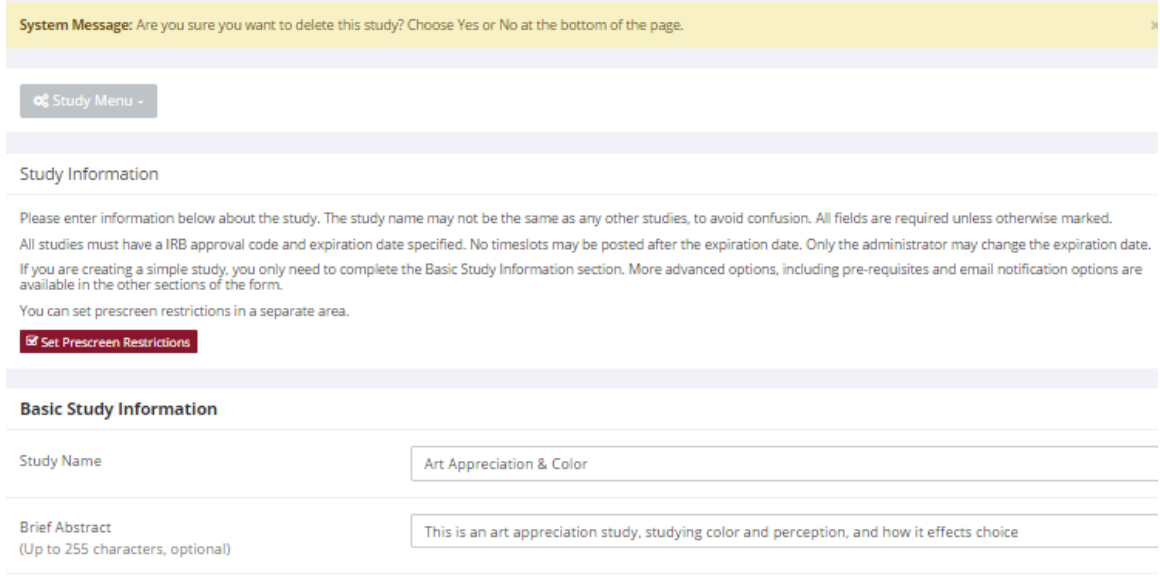 System Message: Are you sure you want to delete this study? Choose Yes or No at the bottom of the page.
Study Menu
Study Information
Please enter information below about the study. The study name may not be the same as any other studies, to avoid confusion. All fields are required unless otherwise marked.
All studies must have a IRB approval code and expiration date specified. No timeslots may be posted after the expiration date. Only the administrator may change the expiration date.
If you are creating a simple study, you only need to complete the Basic Study Information section. More advanced options, including pre-requisites and email notification options are
available in the other sections of the form.
You can set prescreen restrictions in a separate area.
Set Prescreen Restrictions
Basic Study Information
Study Name
Art Appreciation & Color
Brief Abstract
(Up to 255 characters, optional)
This is an art appreciation study, studying color and perception, and how it effects choice